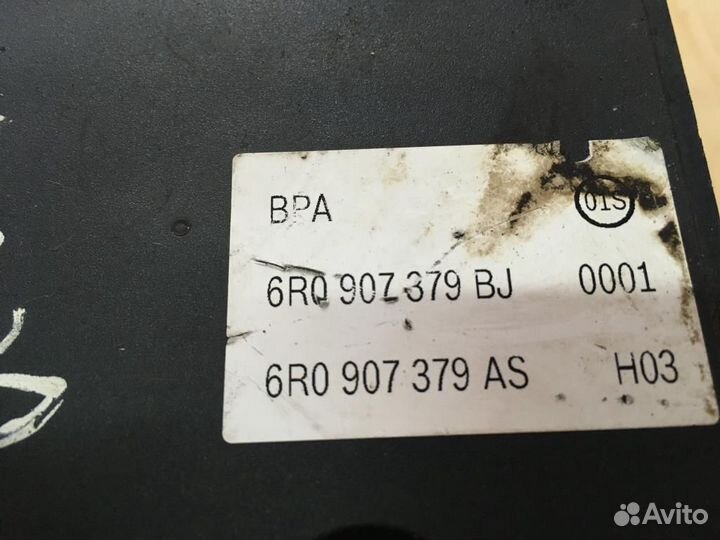 BPA 01S
6R0 907 379 BJ 0001
6R0 907 379 AS H03
Avito